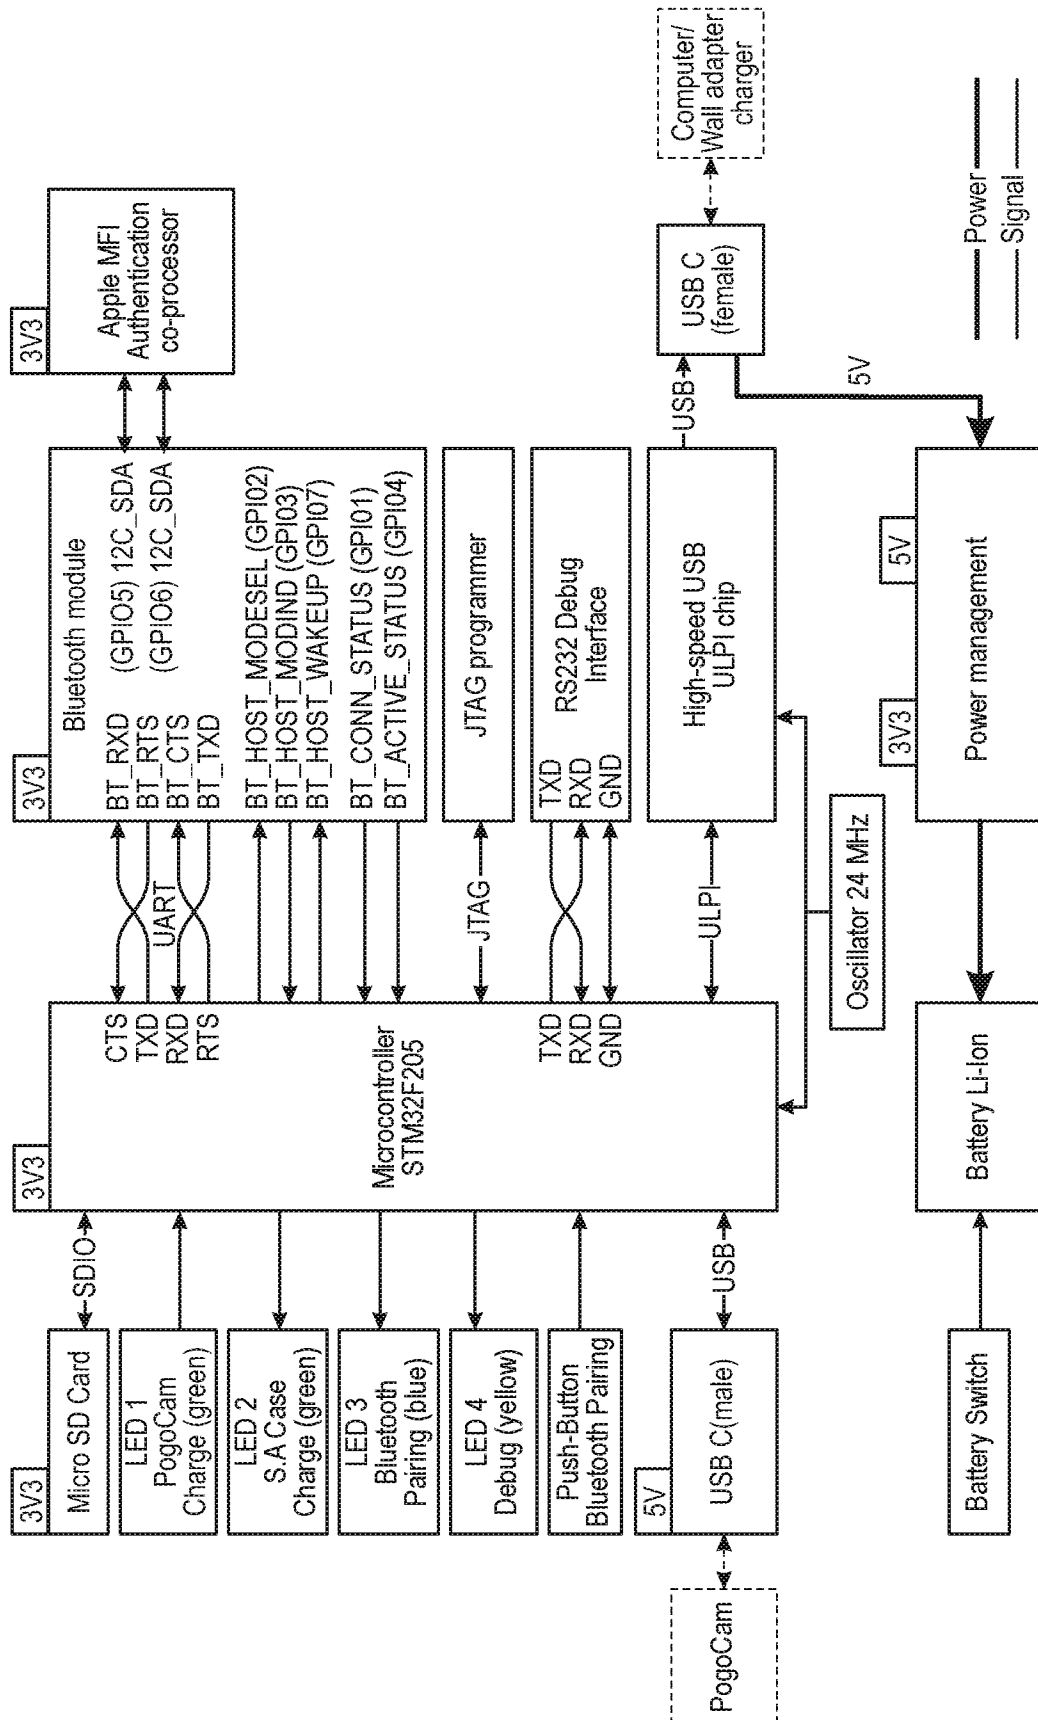 3V3
Micro SD Card
SDIO
LED 1
PogoCam
Charge (green)
LED 2
S.A Case
Charge (green)
LED 3
Bluetooth
Pairing (blue)
LED 4
Debug (yellow)
Push-Button
Bluetooth Pairing
5V
USB C(male)
USB
PogoCam
3V3
Microcontroller
STM32F205
CTS
TXD
RXD
RTS
TXD
RXD
GND
UART
JTAG
ULPI
3V3
Bluetooth module
BT_RXD
BT_RTS
BT_CTS
BT_TXD
(GPIO5) 12C_SDA
(GPIO6) 12C_SDA
BT_HOST_MODESEL(GPI02)
BT_HOST_MODIND (GPI03)
BT_HOST_WAKEUP (GPI07)
BT_CONN_STATUS (GPI01)
BT_ACTIVE_STATUS (GPI04)
3V3
Apple MFI
Authentication
co-processor
JTAG programmer
TXD
RXD
GND
RS232 Debug
Interface
High-speed USB
ULPI chip
USB
USB C
(female)
Computer/
Wall adapter
charger
Oscillator 24 MHz
5V
Battery Switch
Battery Li-Ion
3V3
5V
Power management
Power
Signal